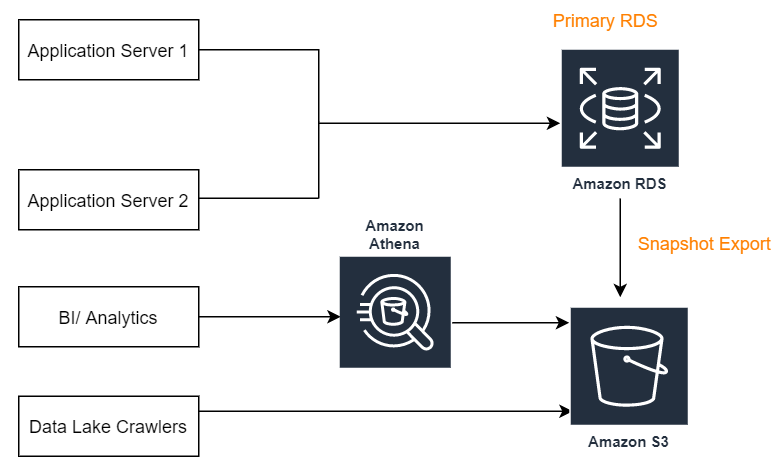 Primary RDS
Application Server 1
Amazon RDS
Application Server 2
Amazon
Athena
Snapshot Export
BI/ Analytics
Data Lake Crawlers
Amazon S3